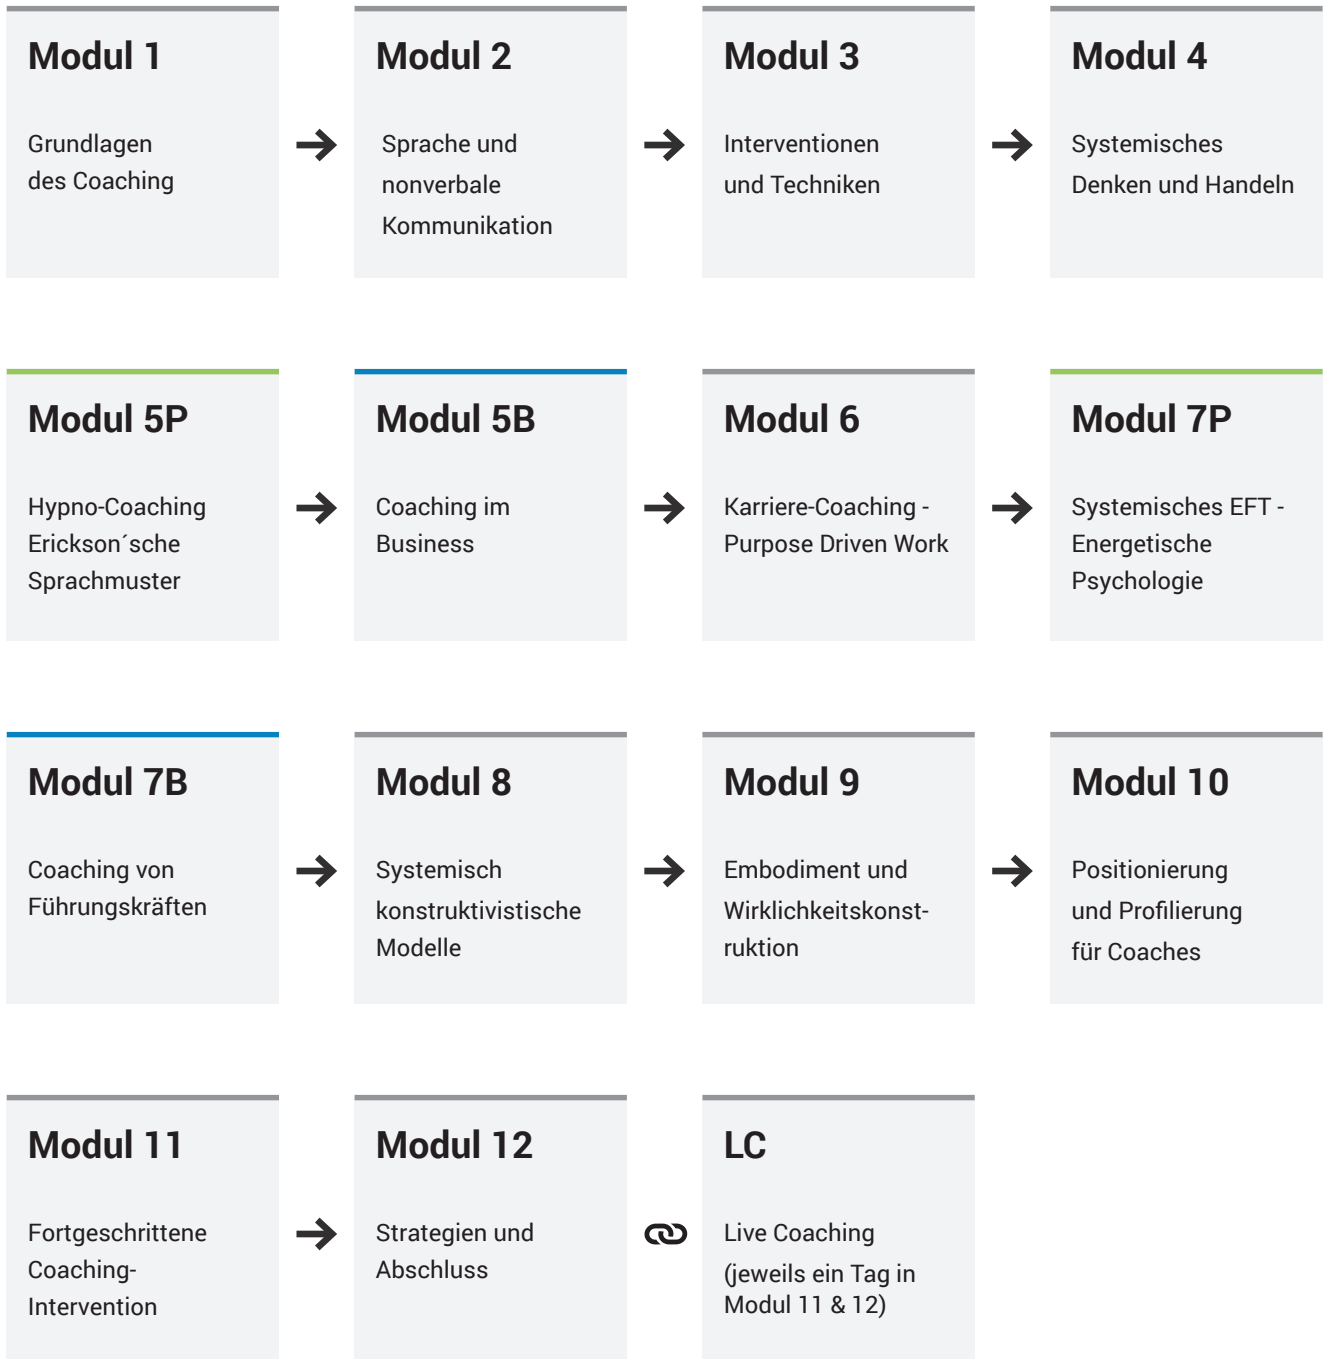 Modul 1
Grundlagen
des Coaching
Modul 2
Sprache und
nonverbale
Kommunikation
Modul 3
Interventionen
und Techniken
Modul 4
Systemisches
Denken und Handeln
Modul 5P
Hypno-Coaching
Erickson´sche
Sprachmuster
Modul 5B
Coaching im
Business
Modul 6
Karriere-Coaching -
Purpose Driven Work
Modul 7P
Systemisches EFT -
Energetische
Psychologie
Modul 7B
Coaching von
Führungskräften
Modul 8
Systemisch
konstruktivistische
Modelle
Modul 9
Embodiment und
Wirklichkeitskonst-
ruktion
Modul 10
Positionierung
und Profilierung
für Coaches
Modul 11
Fortgeschrittene
Coaching-
Intervention
Modul 12
Strategien und
Abschluss
LC
Live Coaching
(jeweils ein Tag in
Modul 11 & 12)